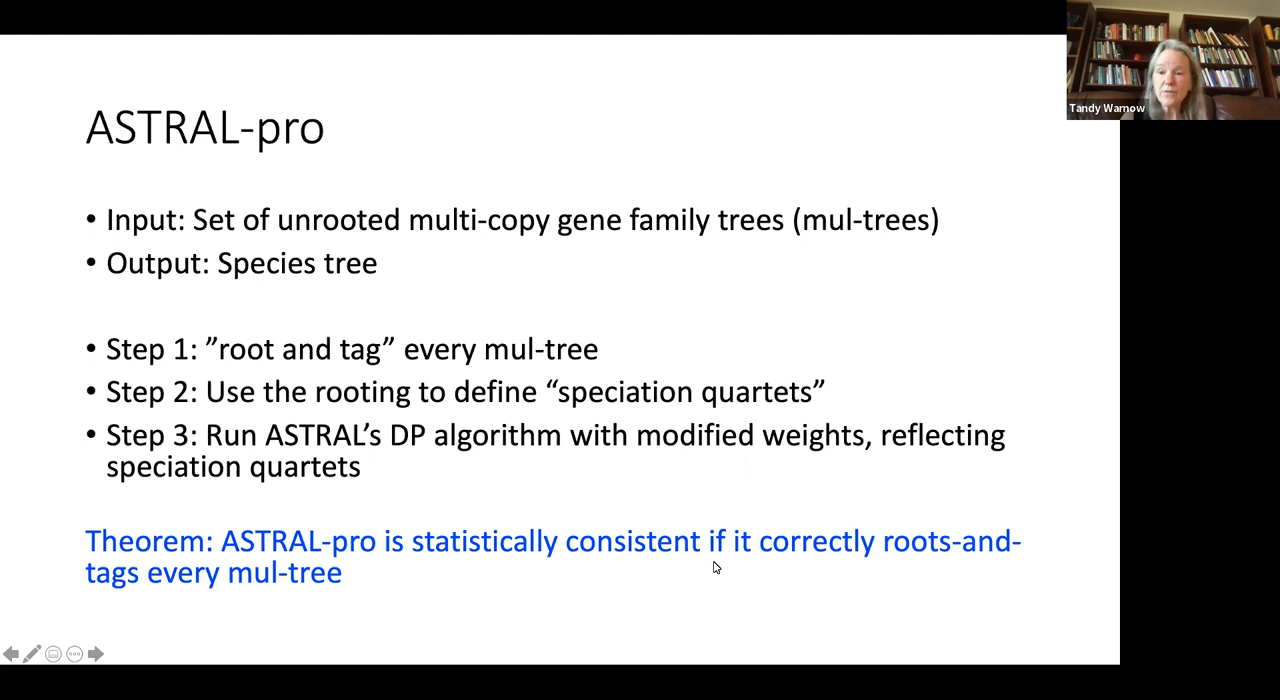 Tandy Warnow
ASTRAL-pro
• Input: Set of unrooted multi-copy gene family trees (mul-trees)
• Output: Species tree
• Step 1: ”root and tag” every mul-tree
• Step 2: Use the rooting to define “speciation quartets”
• Step 3: Run ASTRAL’s DP algorithm with modified weights, reflecting
speciation quartets
Theorem: ASTRAL-pro is statistically consistent if it correctly roots-and-
tags every mul-tree